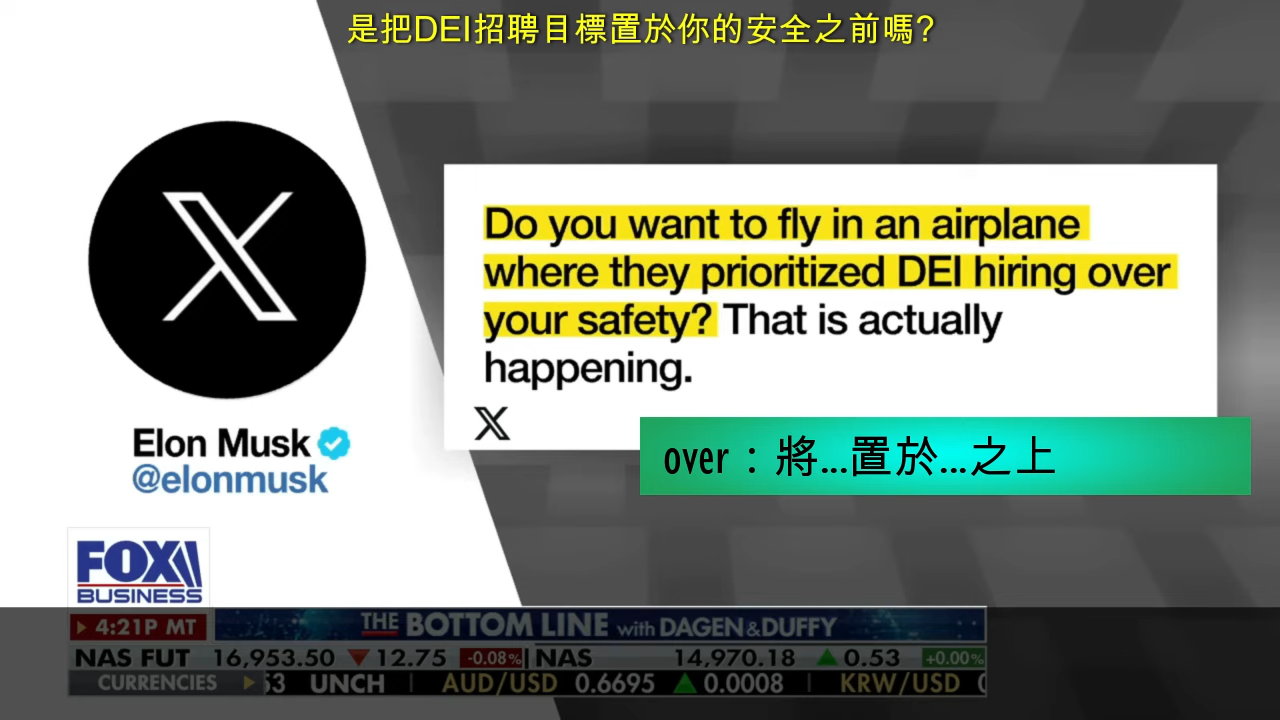 是把DEI招聘目標置於你的安全之前嗎?
Do you want to fly in an airplane
where they prioritized DEI hiring over
your safety? That is actually
happening.
over：將...置於...之上
Elon Musk
@elonmusk
FOX
BUSINESS
4:21P MT
THE BOTTOM LINE with DAGEN & DUFFY
NAS FUT 16,953.50 ▼ 12.75 -0.08% NAS 14,970.18 ▲ 0.53 +0.00%
CURRENCIES 53 UNCH AUD/USD 0.6695 ▲ 0.0008 KRW/USD